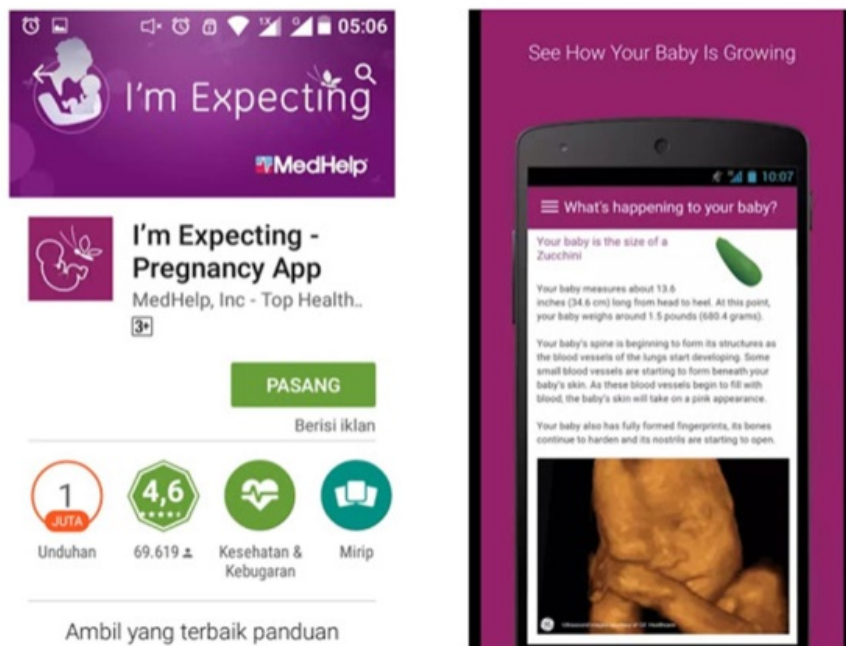 1X
G
05:06
I'm Expecting
MedHelp
I'm Expecting -
Pregnancy App
MedHelp, Inc - Top Health..
3+
PASANG
Berisi iklan
1
JUTA
4,6
Unduhan
69.619
Kesehatan &
Kebugaran
Mirip
Ambil yang terbaik panduan
See How Your Baby Is Growing
10:07
What's happening to your baby?
Your baby is the size of a
Zucchini
Your baby measures about 13.6
inches (34.6 cm) long from head to heel. At this point,
your baby weighs around 1.5 pounds (680.4 grams).
Your baby's spine is beginning to form its structures as
the blood vessels of the lungs start developing. Some
small blood vessels are starting to form beneath your
baby's skin. As these blood vessels begin to fill with
blood, the baby's skin will take on a pink appearance.
Your baby also has fully formed fingerprints, its bones
continue to harden and its nostrils are starting to open.
Ultrasound images courtesy of GE Healthcare